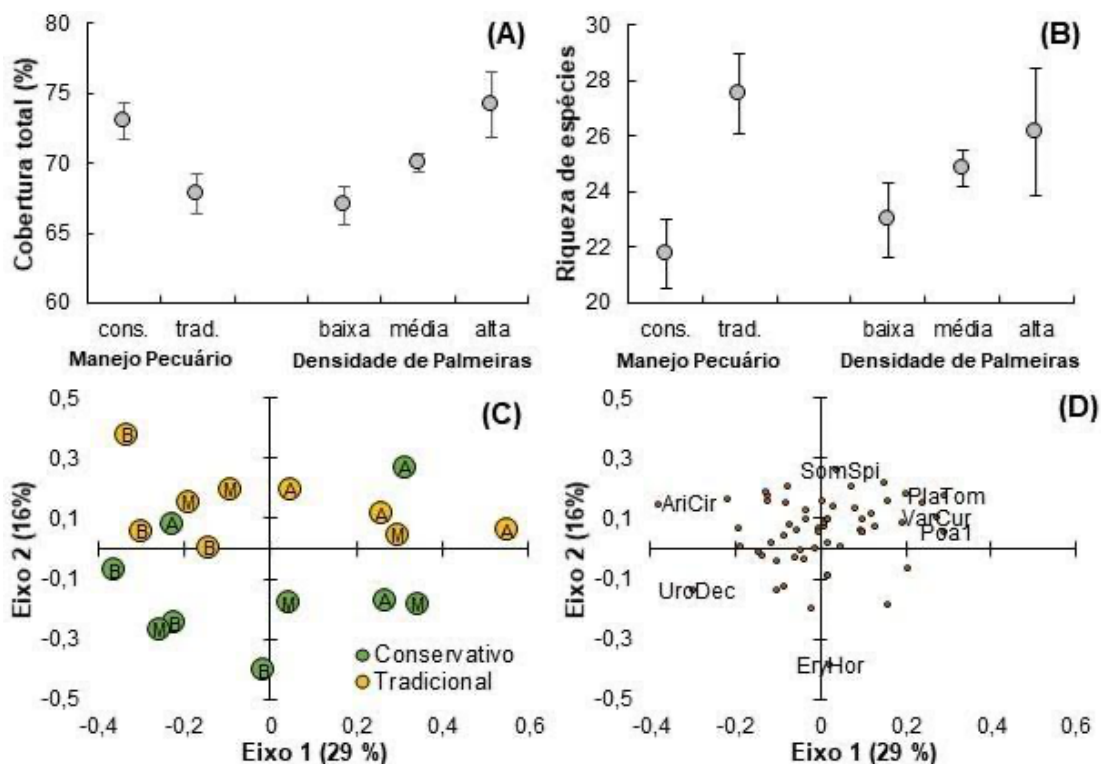 80
75
70
65
60
Cobertura total (%)
(A)
cons. trad. baixa média alta
Manejo Pecuário Densidade de Palmeiras
30
28
26
24
22
20
Riqueza de espécies
(B)
cons. trad. baixa média alta
Manejo Pecuário Densidade de Palmeiras
0,5
0,3
0,1
-0,1
-0,3
-0,5
Eixo 2 (16%)
(C)
B
A
M M A
B M A A
A
B M
B
B
M A M
M B
B
Conservativo
Tradicional
-0,4 -0,2 0 0,2 0,4 0,6
Eixo 1 (29 %)
0,5
0,3
0,1
-0,1
-0,3
-0,5
Eixo 2 (16%)
(D)
SomSpi
AriCir PlaTom
VarCur
Poa1
UroDec
EryHor
-0,4 -0,2 0 0,2 0,4 0,6
Eixo 1 (29 %)